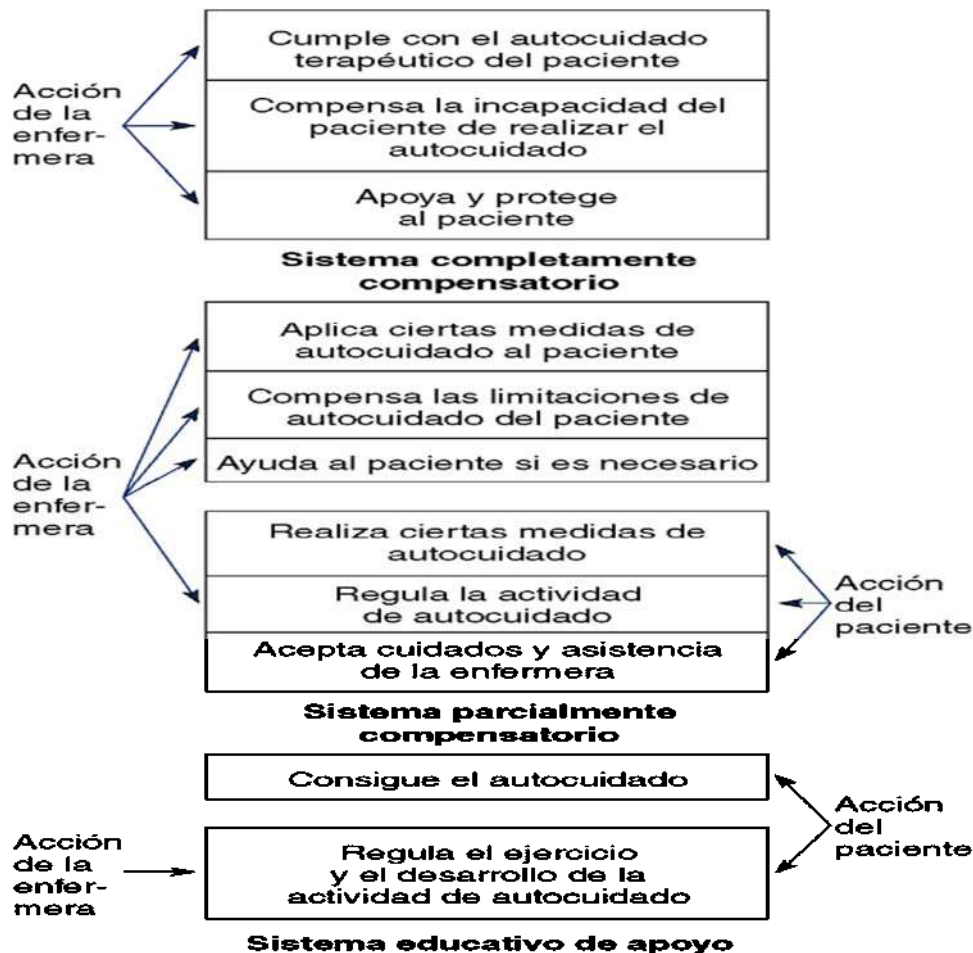 Acción
de la
enfer-
mera
Cumple con el autocuidado
terapéutico del paciente
Compensa la incapacidad del
paciente de realizar el
autocuidado
Apoya y protege
al paciente
Sistema completamente
compensatorio
Acción
de la
enfer-
mera
Aplica ciertas medidas de
autocuidado al paciente
Compensa las limitaciones de
autocuidado del paciente
Ayuda al paciente si es necesario
Realiza ciertas medidas de
autocuidado
Regula la actividad
de autocuidado
Acepta cuidados y asistencia
de la enfermera
Acción
del
paciente
Sistema parcialmente
compensatorio
Consigue el autocuidado
Acción
de la
enfer-
mera
Regula el ejercicio
y el desarrollo de la
actividad de autocuidado
Acción
del
paciente
Sistema educativo de apoyo